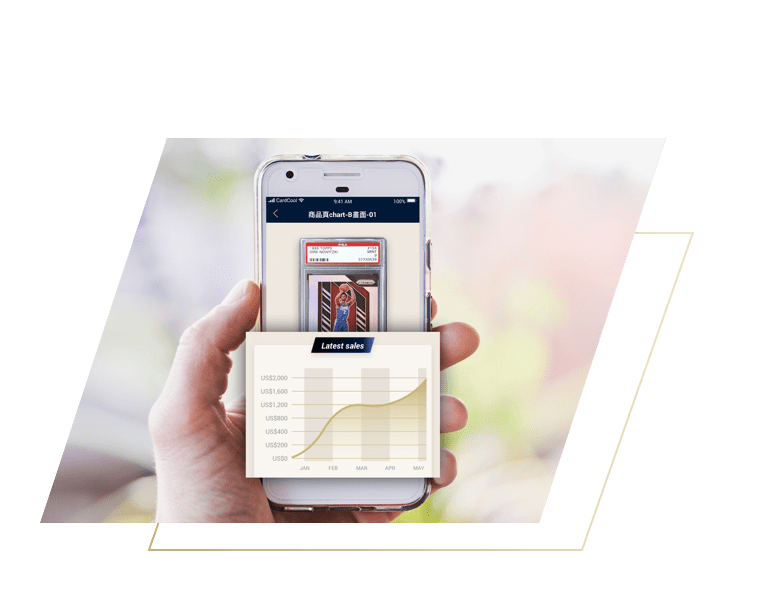 CardCool
9:41 AM
100%
商品頁chart-B畫面-01
PSA
Latest sales
US$2,000
US$1,600
US$1,200
US$800
US$400
US$200
US$0
JAN FEB MAR APR MAY